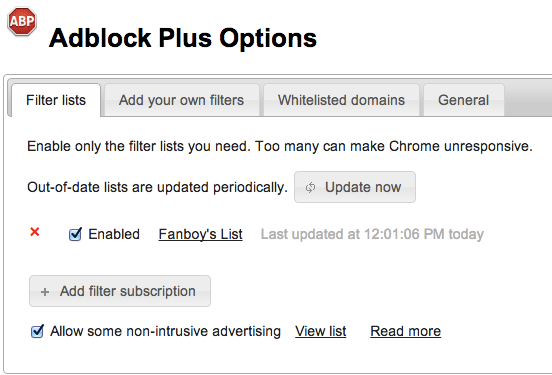 ABP
Adblock Plus Options
Filter lists
Add your own filters
Whitelisted domains
General
Enable only the filter lists you need. Too many can make Chrome unresponsive.
Out-of-date lists are updated periodically. Update now
Enabled Fanboy's List Last updated at 12:01:06 PM today
+ Add filter subscription
Allow some non-intrusive advertising View list Read more